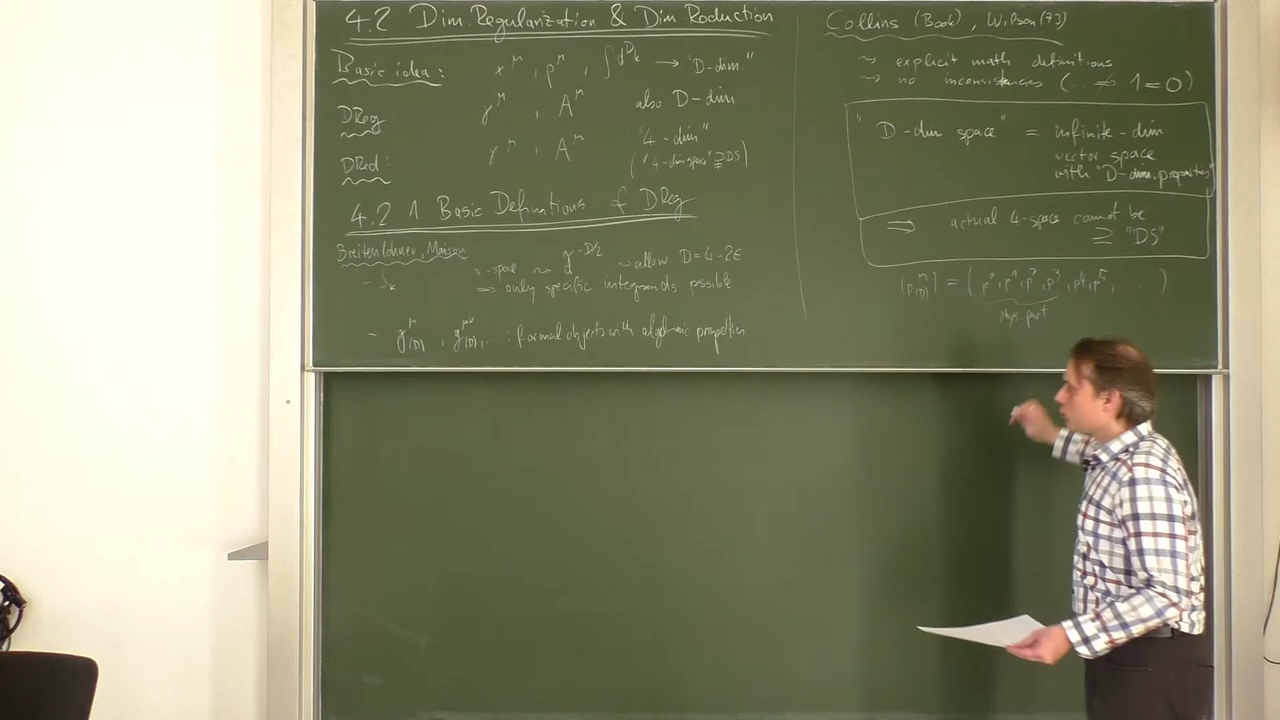 4.2 Dim. Regularization & Dim Reduction
Basic idea: x^μ, p^μ, ∫d^D k → "D-dim."
DReg: γ^μ, A^μ also D-dim
DRed: γ^μ, A^μ "4-dim"
("4-dim space" ⊋ DS)
4.2.1 Basic Definitions of DReg
Breitenlohner, Maison
- ∫_k x-space ⇝ α^{-D/2} ⇝ allow D=4-2ε
⇒ only specific integrands possible
- γ^μ_(D), g^μν_(D), ... : formal objects with algebraic properties
Collins (Book), Wilson(73)
⇝ explicit math definitions
⇝ no inconsistencies (... ⇏ 1=0)
"D-dim space" = infinite-dim
vector space
with "D-dim. properties"
⇒ actual 4-space cannot be
⊇ "DS"
(p^μ_(D)) = (p^0, p^1, p^2, p^3, p^4, p^5, ...... )
phys. part